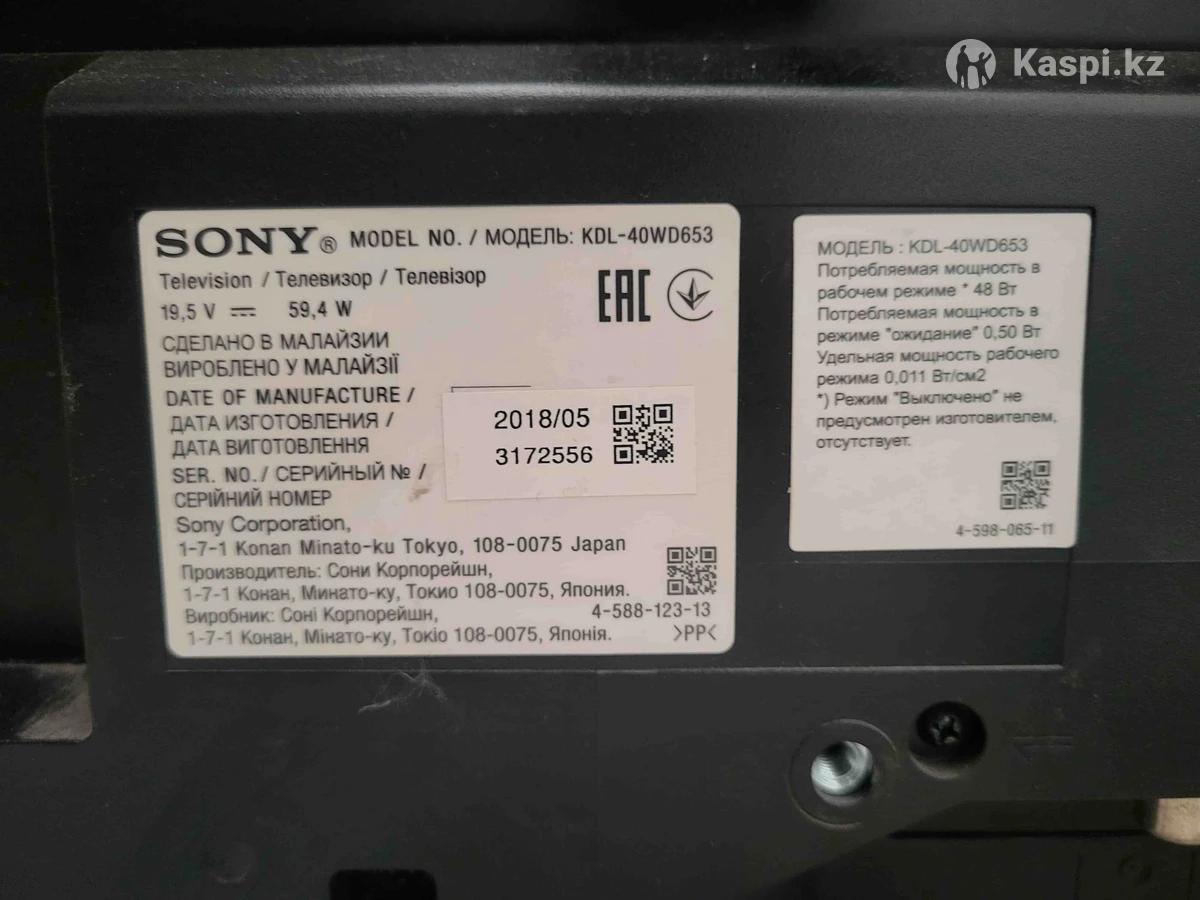 Kaspi.kz
SONY® MODEL NO. / МОДЕЛЬ: KDL-40WD653
Television / Телевизор / Телевізор
19,5 V ⎓ 59,4 W
EAC
СДЕЛАНО В МАЛАЙЗИИ
ВИРОБЛЕНО У МАЛАЙЗІЇ
DATE OF MANUFACTURE /
ДАТА ИЗГОТОВЛЕНИЯ /
ДАТА ВИГОТОВЛЕННЯ
2018/05
3172556
SER. NO./ СЕРИЙНЫЙ № /
СЕРІЙНИЙ НОМЕР
Sony Corporation,
1-7-1 Konan Minato-ku Tokyo, 108-0075 Japan
Производитель: Сони Корпорейшн,
1-7-1 Конан, Минато-ку, Токио 108-0075, Япония.
Виробник: Соні Корпорейшн,
4-588-123-13
1-7-1 Конан, Мінато-ку, Токіо 108-0075, Японія.
>PP<
МОДЕЛЬ : KDL-40WD653
Потребляемая мощность в
рабочем режиме * 48 Вт
Потребляемая мощность в
режиме "ожидание" 0,50 Вт
Удельная мощность рабочего
режима 0,011 Вт/см2
*) Режим "Выключено" не
предусмотрен изготовителем,
отсутствует.
4-598-065-11